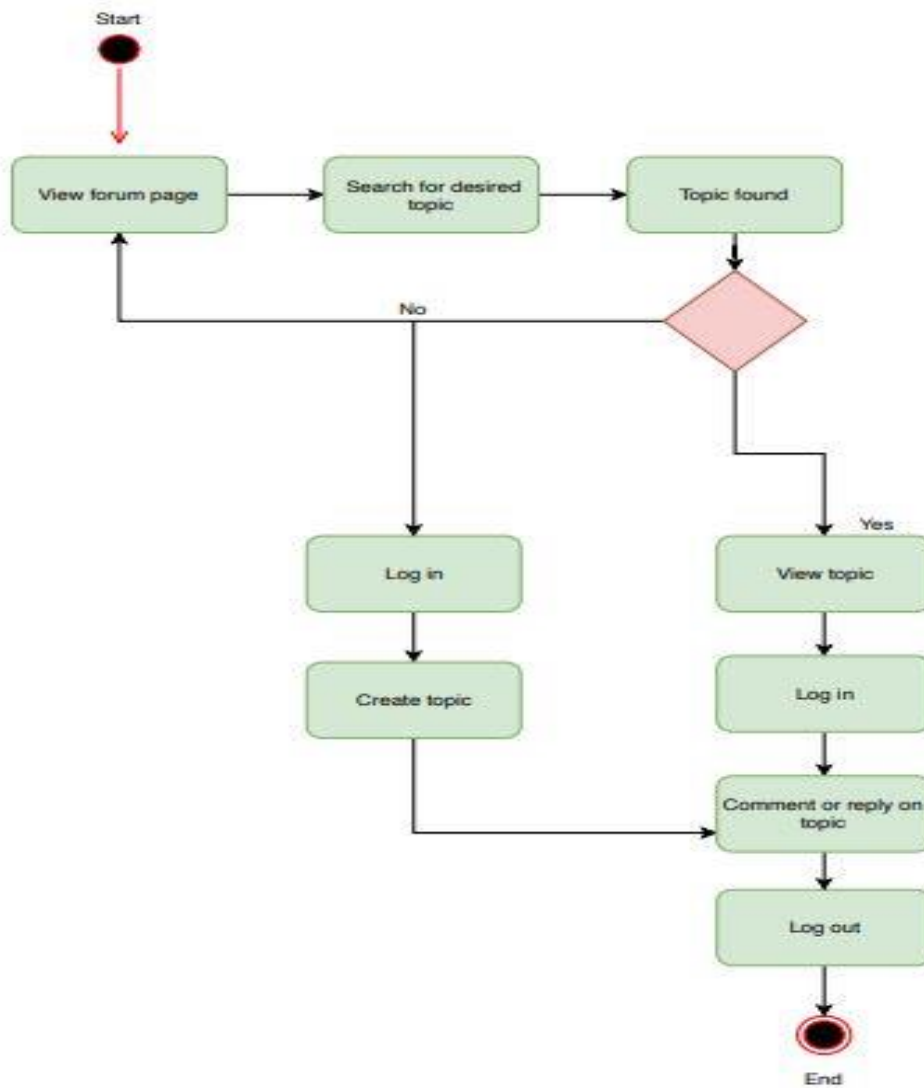 Start
View forum page
Search for desired
topic
Topic found
No
Yes
Log in
View topic
Create topic
Log in
Comment or reply on
topic
Log out
End